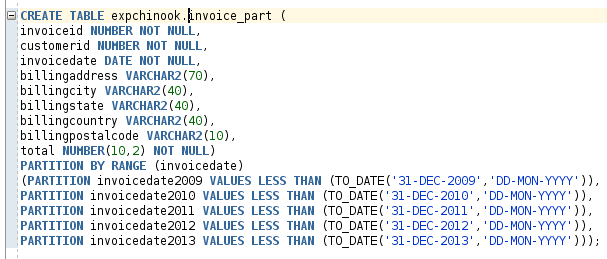 CREATE TABLE expchinook.invoice_part (
invoiceid NUMBER NOT NULL,
customerid NUMBER NOT NULL,
invoicedate DATE NOT NULL,
billingaddress VARCHAR2(70),
billingcity VARCHAR2(40),
billingstate VARCHAR2(40),
billingcountry VARCHAR2(40),
billingpostalcode VARCHAR2(10),
total NUMBER(10,2) NOT NULL)
PARTITION BY RANGE (invoicedate)
(PARTITION invoicedate2009 VALUES LESS THAN (TO_DATE('31-DEC-2009','DD-MON-YYYY')),
PARTITION invoicedate2010 VALUES LESS THAN (TO_DATE('31-DEC-2010','DD-MON-YYYY')),
PARTITION invoicedate2011 VALUES LESS THAN (TO_DATE('31-DEC-2011','DD-MON-YYYY')),
PARTITION invoicedate2012 VALUES LESS THAN (TO_DATE('31-DEC-2012','DD-MON-YYYY')),
PARTITION invoicedate2013 VALUES LESS THAN (TO_DATE('31-DEC-2013','DD-MON-YYYY')));